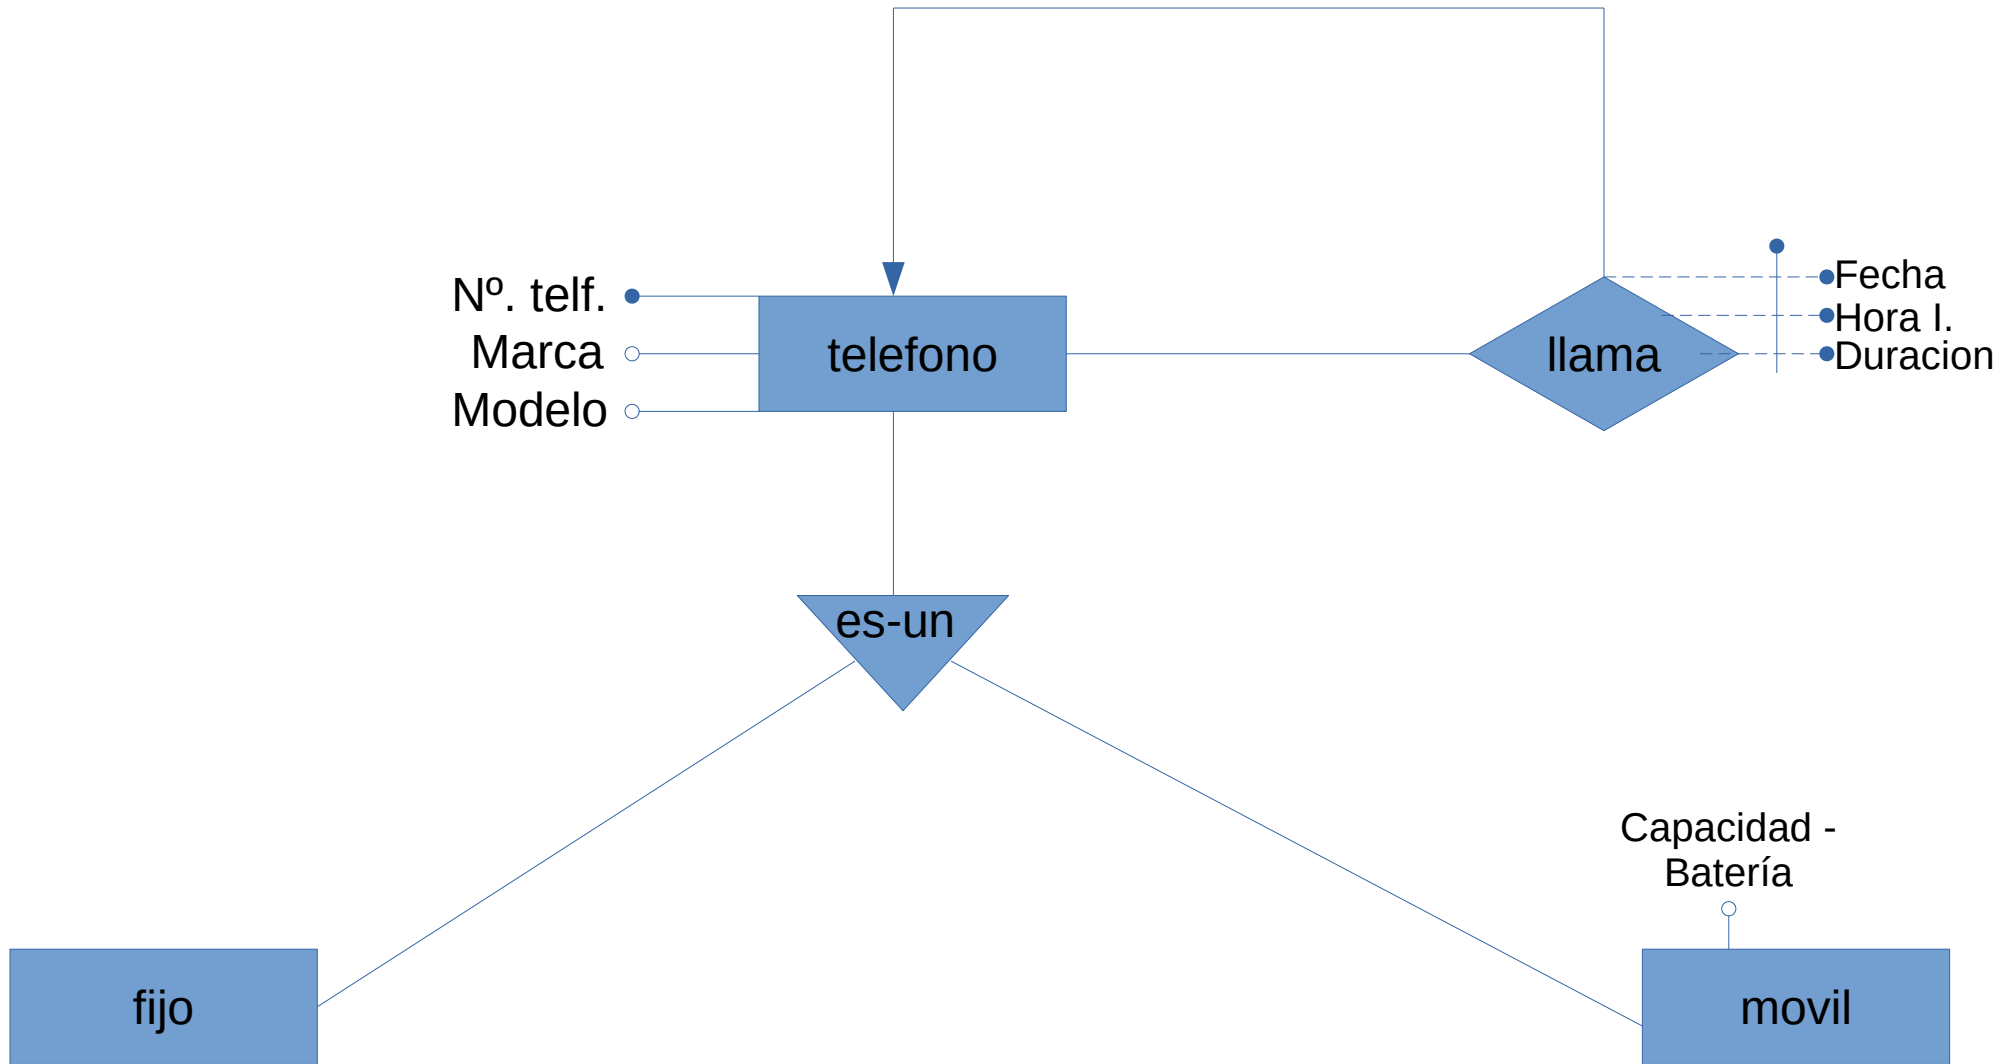 Nº. telf.
Marca
Modelo
telefono
llama
Fecha
Hora I.
Duracion
es-un
Capacidad -
Batería
fijo
movil